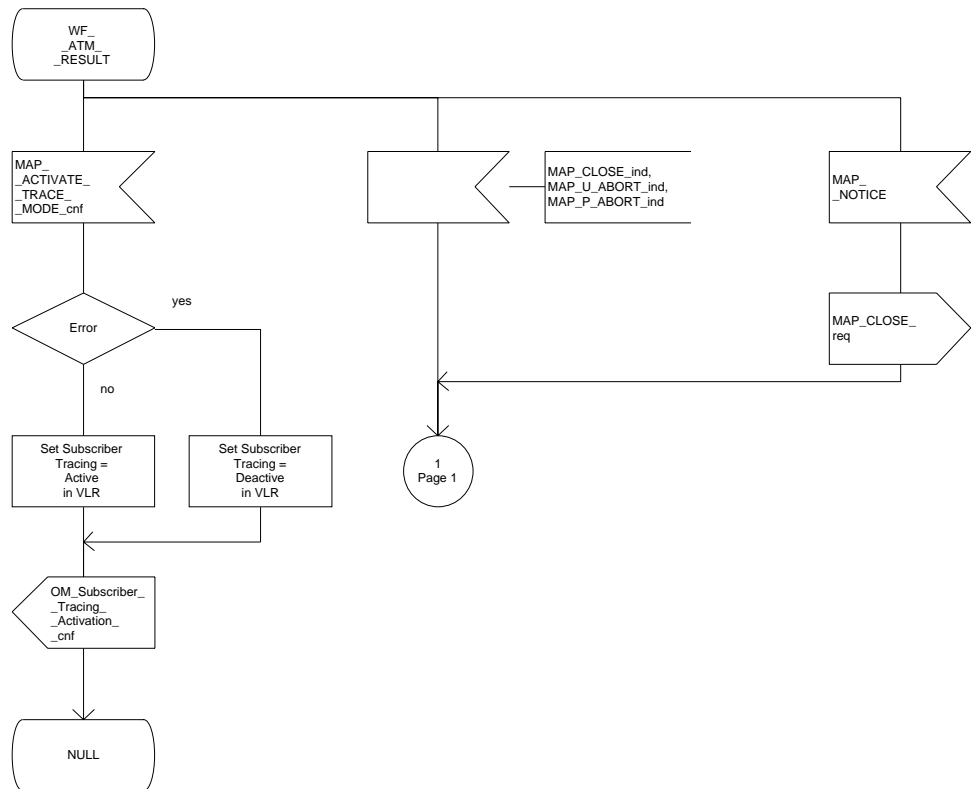 WF_
_ATM_
_RESULT
MAP_
_ACTIVATE_
_TRACE_
_MODE_cnf
MAP_CLOSE_ind,
MAP_U_ABORT_ind,
MAP_P_ABORT_ind
MAP_
_NOTICE
Error
yes
no
MAP_CLOSE_
req
Set Subscriber
Tracing =
Active
in VLR
Set Subscriber
Tracing =
Deactive
in VLR
1
Page 1
OM_Subscriber_
_Tracing_
_Activation_
_cnf
NULL